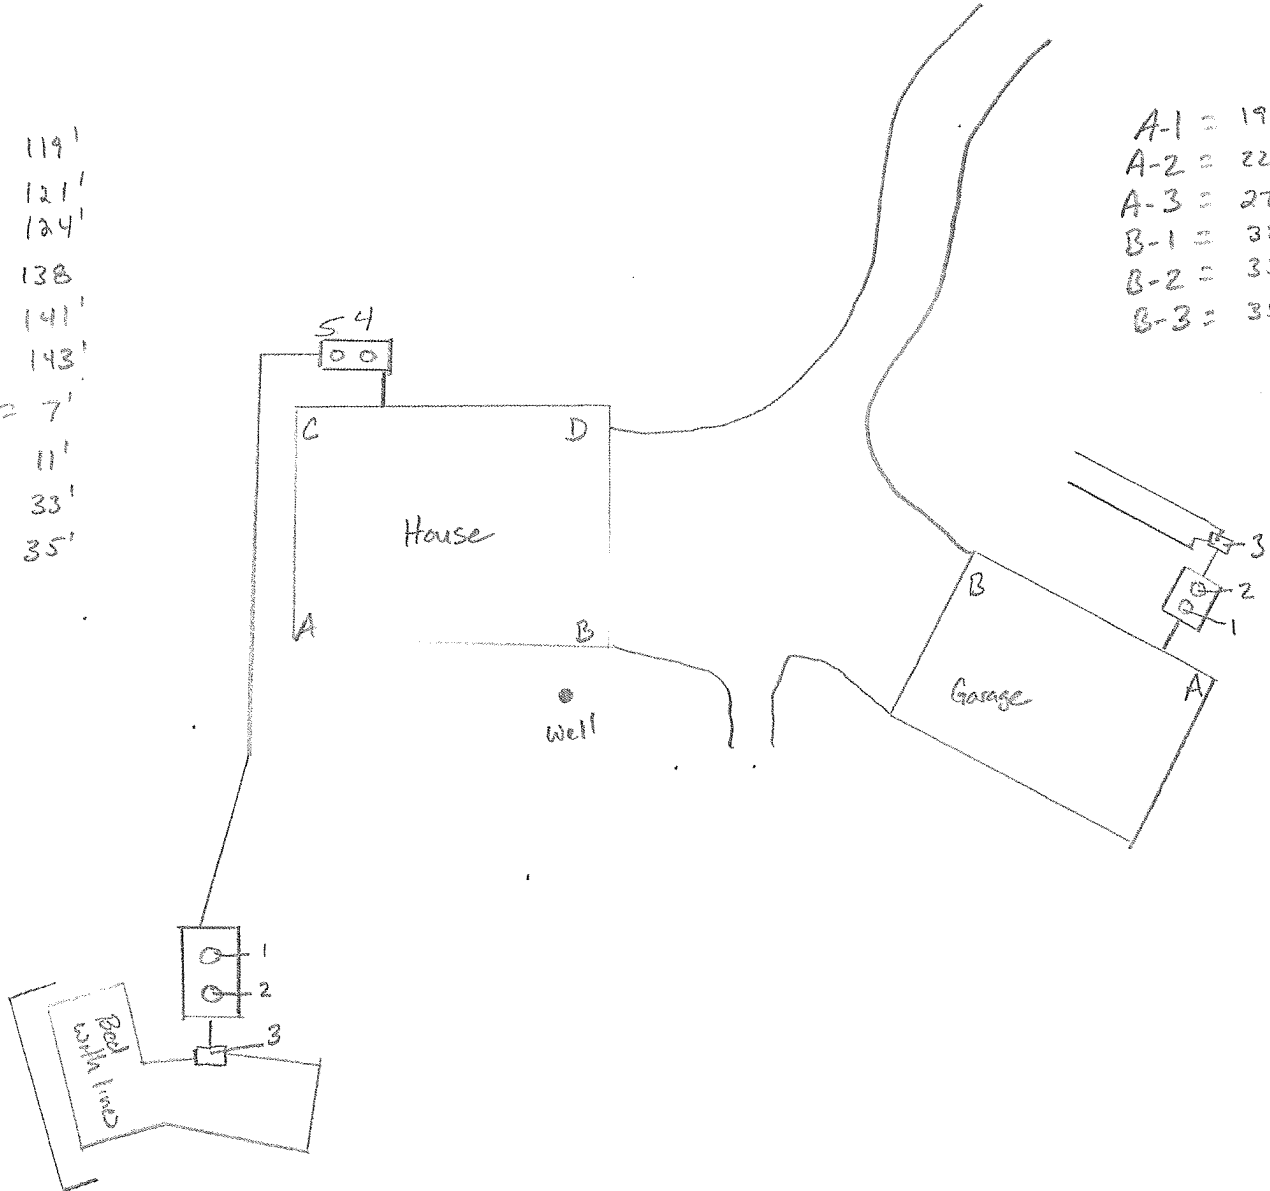 119'
121'
124'
138
141'
143'
= 7'
11'
33'
35'
A-1 = 19
A-2 = 22
A-3 = 27
B-1 =
B-2 =
B-3 =
5 4
C
D
House
A
B
Well
B
Garage
A
3
2
1
1
2
3
Bed
with line